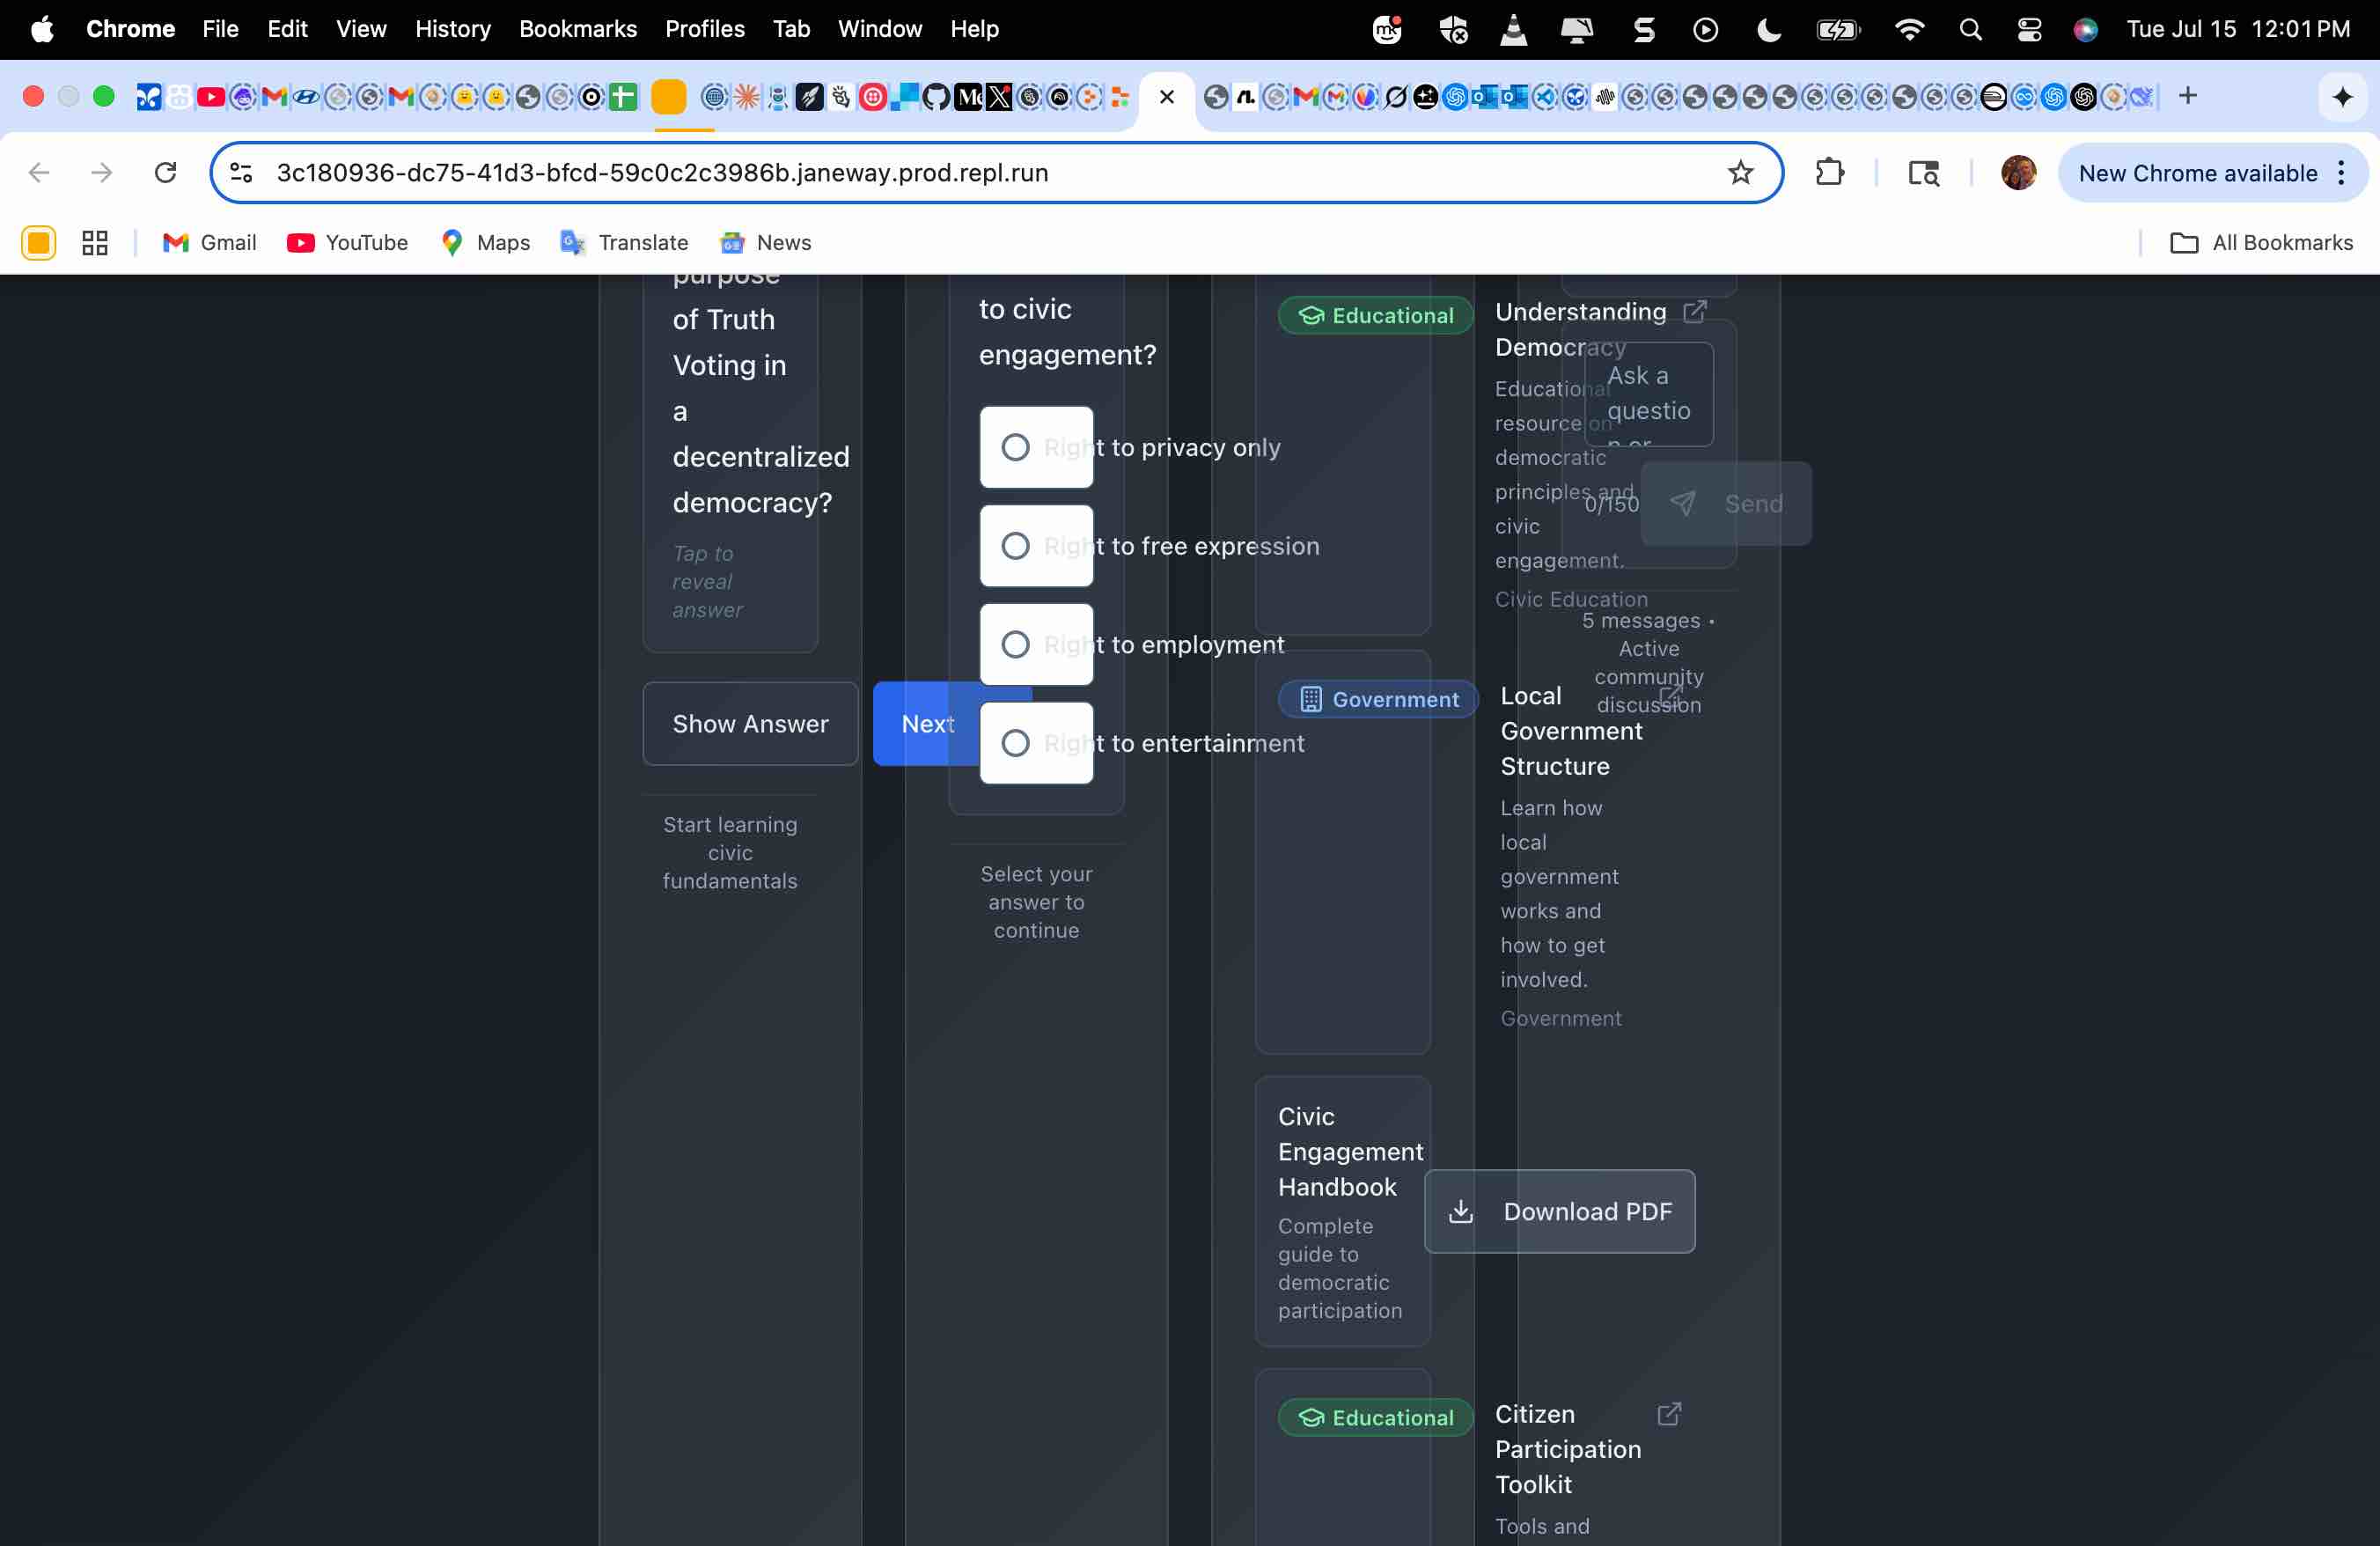 Chrome File Edit View History Bookmarks Profiles Tab Window Help
Tue Jul 15 12:01 PM
3c180936-dc75-41d3-bfcd-59c0c2c3986b.janeway.prod.repl.run
New Chrome available
Gmail YouTube Maps Translate News All Bookmarks
purpose
of Truth
Voting in
a
decentralized
democracy?
Tap to
reveal
answer
Show Answer
Next
Start learning
civic
fundamentals
to civic
engagement?
Right to privacy only
Right to free expression
Right to employment
Right to entertainment
Select your
answer to
continue
Educational
Understanding
Democracy
Educational
resource on
democratic
principles and
civic
engagement.
Civic Education
Government
Local
Government
Structure
Learn how
local
government
works and
how to get
involved.
Government
Civic
Engagement
Handbook
Complete
guide to
democratic
participation
Download PDF
Educational
Citizen
Participation
Toolkit
Tools and
Ask a
questio
n or
0/150
Send
5 messages •
Active
community
discussion